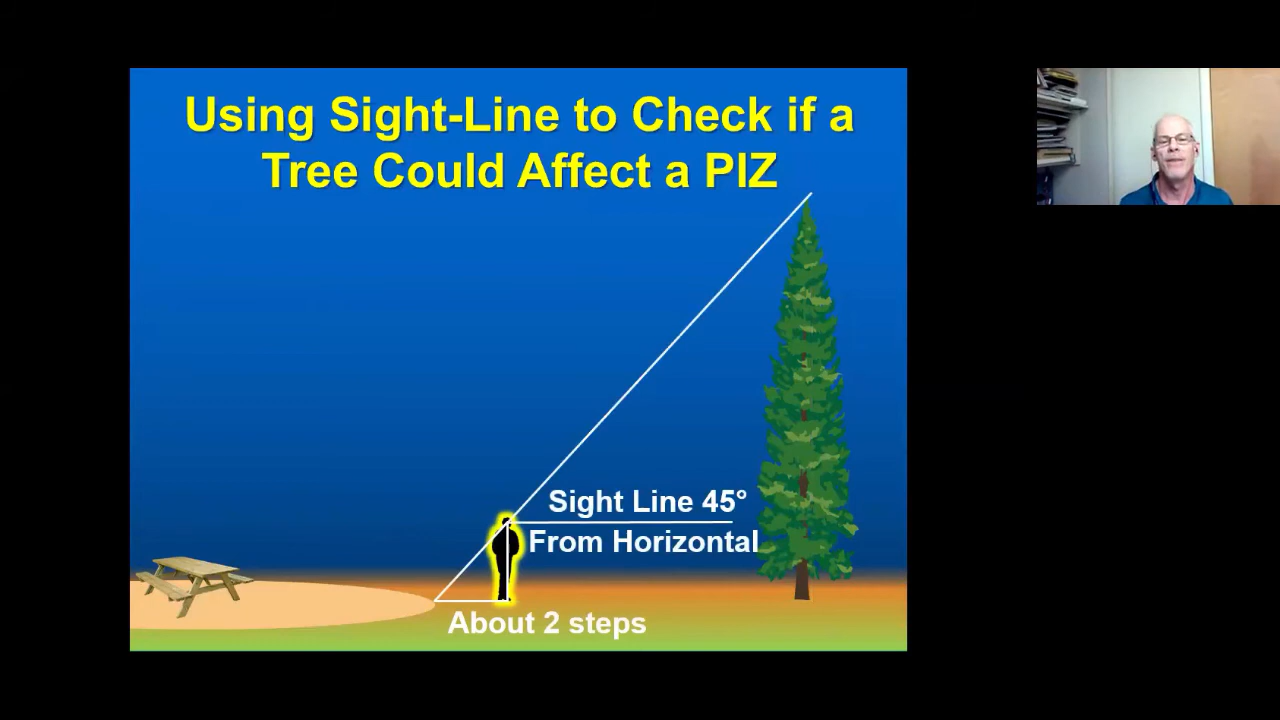 Using Sight-Line to Check if a
Tree Could Affect a PIZ
Sight Line 45°
From Horizontal
About 2 steps